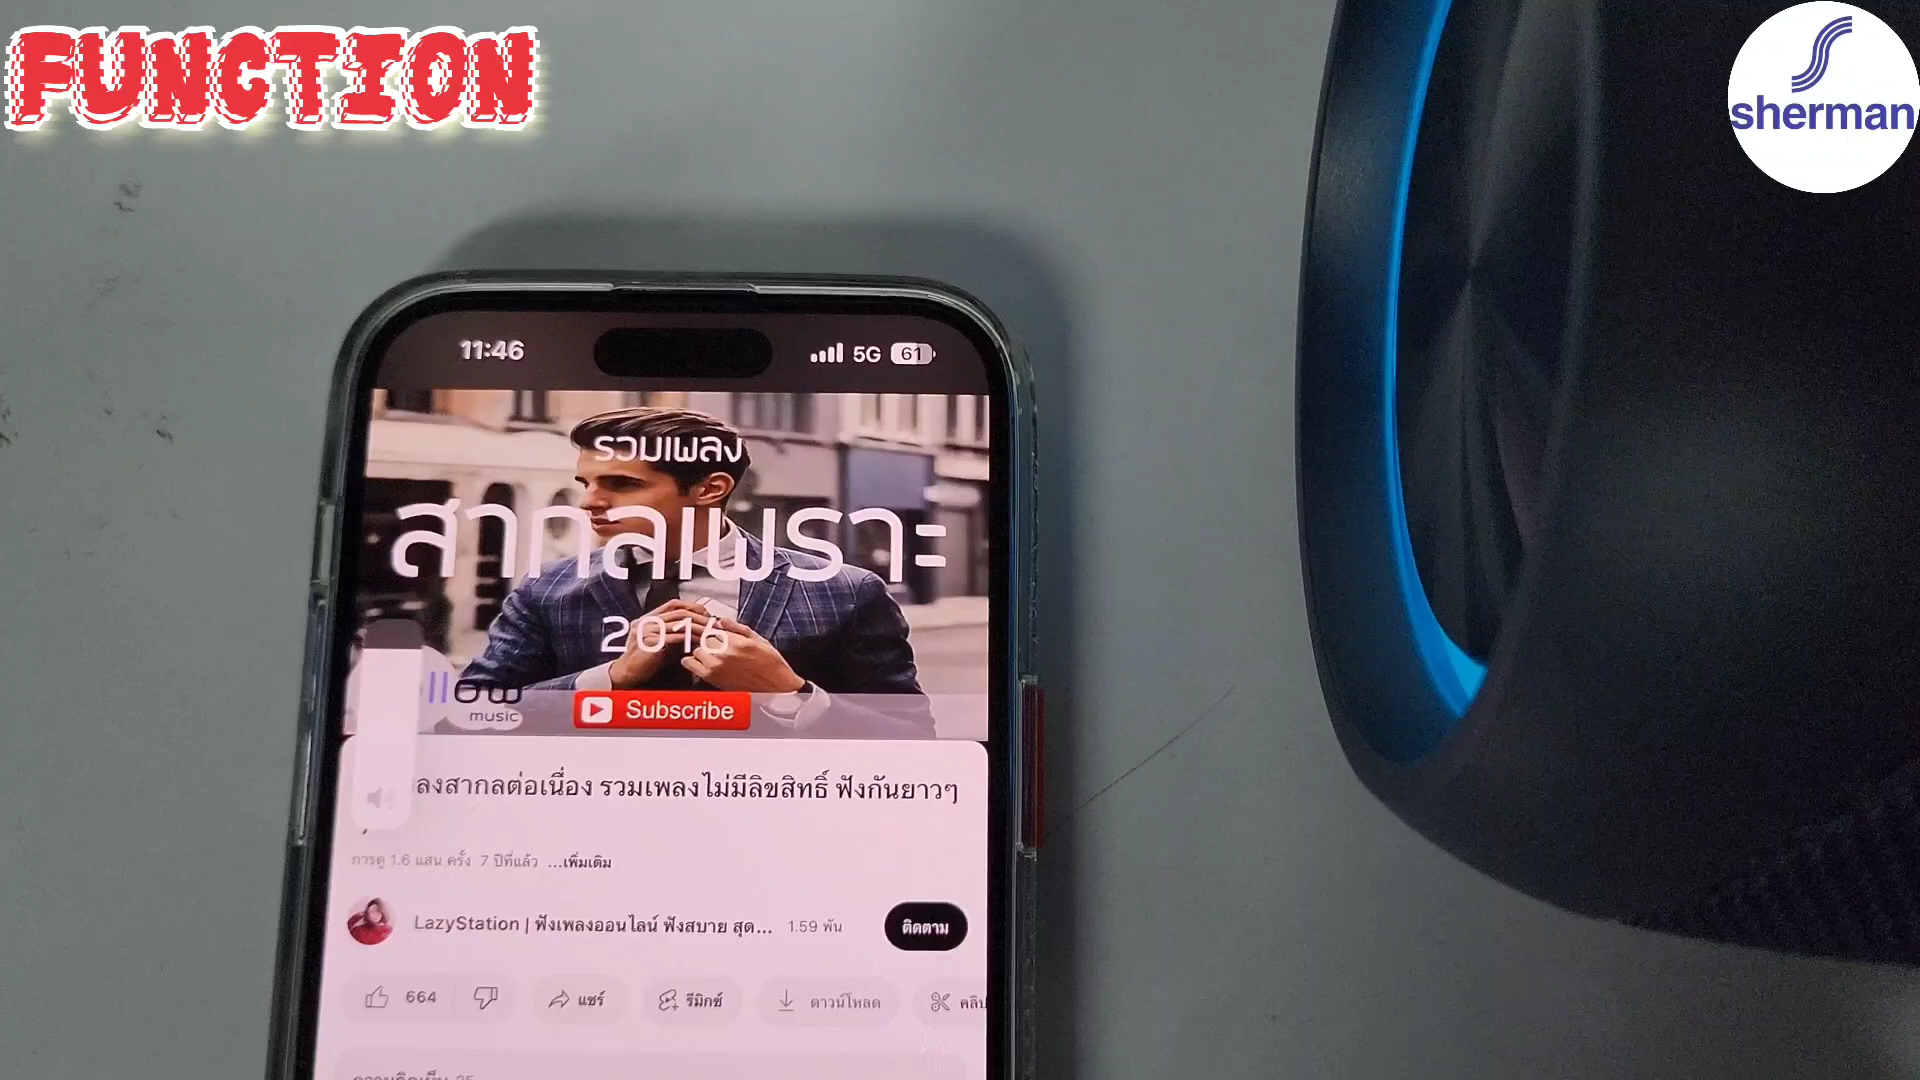 FUNCTION
sherman
11:46
5G 61
รวมเพลง
สากลเพราะ
2016
music
Subscribe
ลงสากลต่อเนื่อง รวมเพลงไม่มีลิขสิทธิ์ ฟังกันยาวๆ
การดู 1.6 แสน ครั้ง 7 ปีที่แล้ว ...เพิ่มเติม
LazyStation | ฟังเพลงออนไลน์ ฟังสบาย สุด... 1.59 พัน
ติดตาม
664
แชร์
รีมิกซ์
ดาวน์โหลด
คลิป